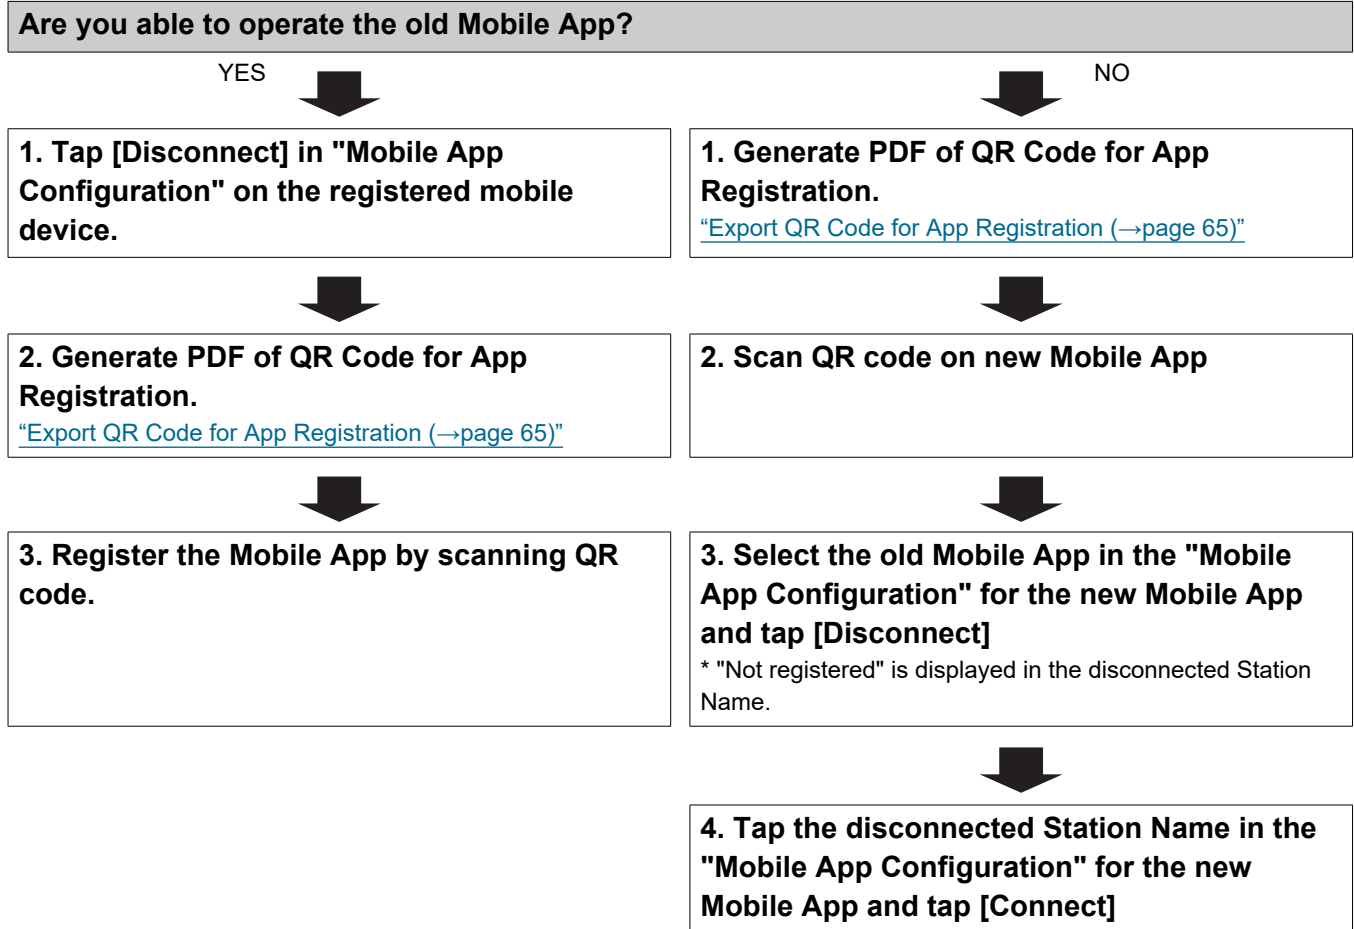 Are you able to operate the old Mobile App?
YES
1. Tap [Disconnect] in "Mobile App
Configuration" on the registered mobile
device.
2. Generate PDF of QR Code for App
Registration.
“Export QR Code for App Registration (→page 65)”
3. Register the Mobile App by scanning QR
code.
NO
1. Generate PDF of QR Code for App
Registration.
“Export QR Code for App Registration (→page 65)”
2. Scan QR code on new Mobile App
3. Select the old Mobile App in the "Mobile
App Configuration" for the new Mobile App
and tap [Disconnect]
* "Not registered" is displayed in the disconnected Station
Name.
4. Tap the disconnected Station Name in the
"Mobile App Configuration" for the new
Mobile App and tap [Connect]